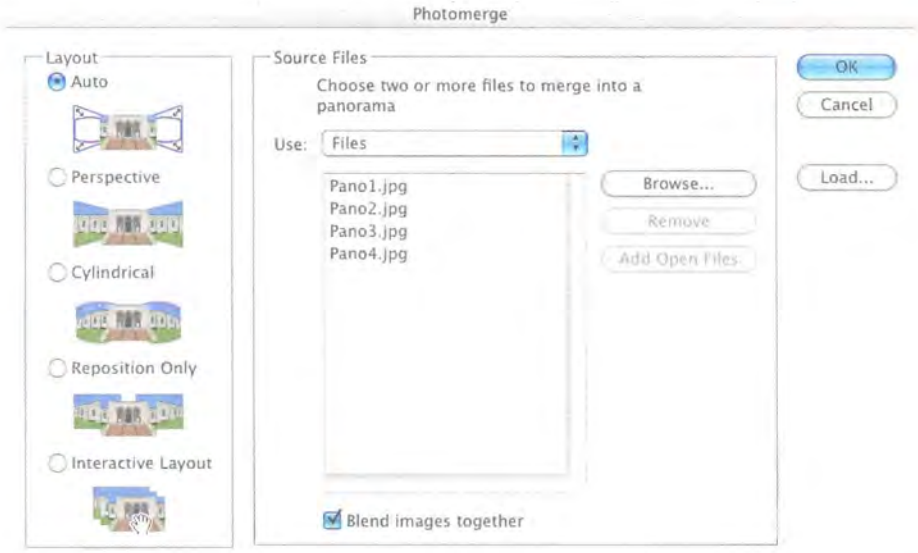 Photomerge
Layout
Auto
Perspective
Cylindrical
Reposition Only
Interactive Layout
Source Files
Choose two or more files to merge into a
panorama
Use: Files
Pano1.jpg
Pano2.jpg
Pano3.jpg
Pano4.jpg
Browse...
Remove
Add Open Files
Blend images together
OK
Cancel
Load...